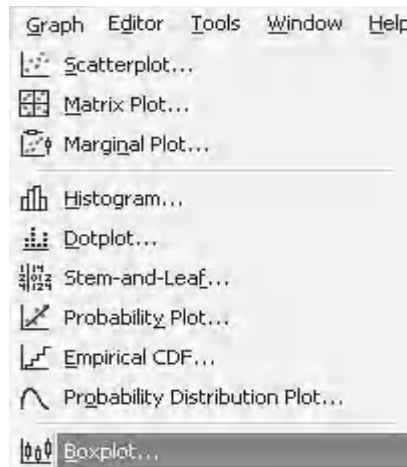 Graph Editor Tools Window Help
Scatterplot...
Matrix Plot...
Marginal Plot...
Histogram...
Dotplot...
Stem-and-Leaf...
Probability Plot...
Empirical CDF...
Probability Distribution Plot...
Boxplot...